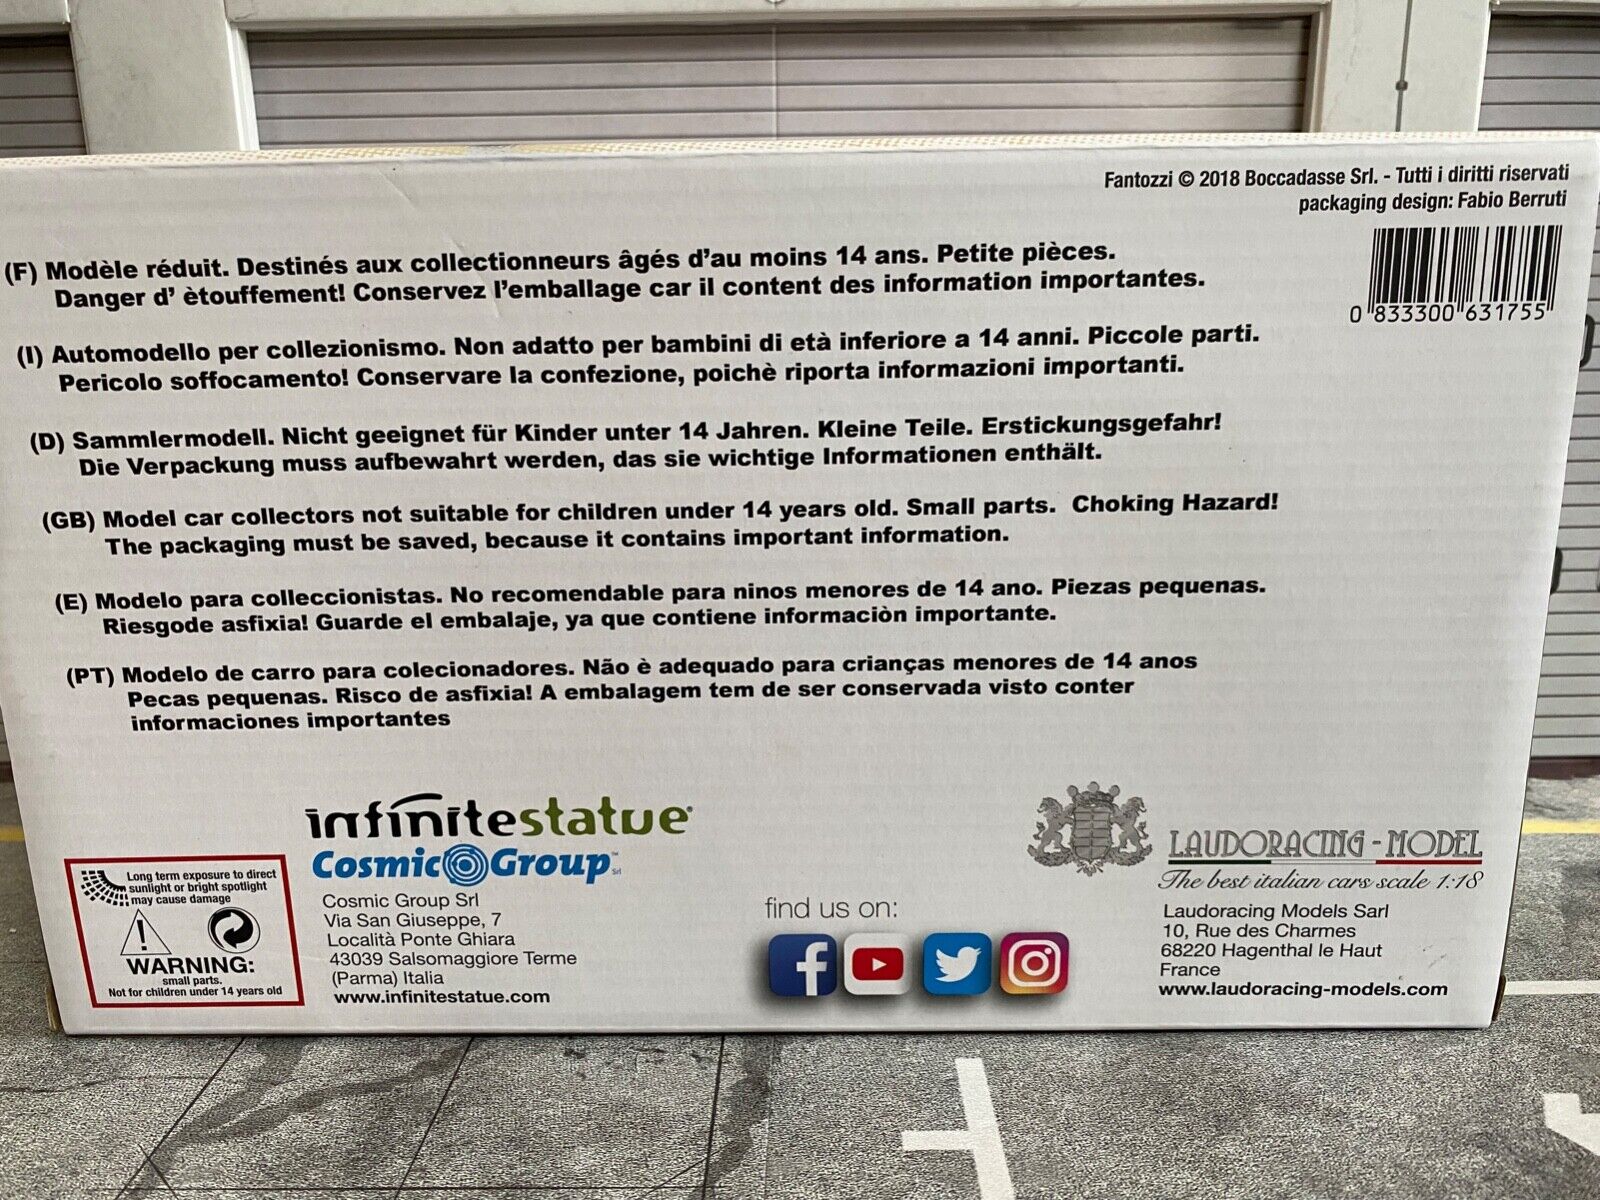 Fantozzi © 2018 Boccadasse Srl. - Tutti i diritti riservati
packaging design: Fabio Berruti
0 833300 631755
(F) Modèle réduit. Destinés aux collectionneurs âgés d'au moins 14 ans. Petite pièces.
Danger d' ètouffement! Conservez l'emballage car il content des information importantes.
(I) Automodello per collezionismo. Non adatto per bambini di età inferiore a 14 anni. Piccole parti.
Pericolo soffocamento! Conservare la confezione, poichè riporta informazioni importanti.
(D) Sammlermodell. Nicht geeignet für Kinder unter 14 Jahren. Kleine Teile. Erstickungsgefahr!
Die Verpackung muss aufbewahrt werden, das sie wichtige Informationen enthält.
(GB) Model car collectors not suitable for children under 14 years old. Small parts. Choking Hazard!
The packaging must be saved, because it contains important information.
(E) Modelo para colleccionistas. No recomendable para ninos menores de 14 ano. Piezas pequenas.
Riesgode asfixia! Guarde el embalaje, ya que contiene informaciòn importante.
(PT) Modelo de carro para colecionadores. Não è adequado para crianças menores de 14 anos
Pecas pequenas. Risco de asfixia! A embalagem tem de ser conservada visto conter
informaciones importantes
Long term exposure to direct
sunlight or bright spotlight
may cause damage
WARNING:
small parts.
Not for children under 14 years old
infinitestatue®
Cosmic Group™ Srl
Cosmic Group Srl
Via San Giuseppe, 7
Località Ponte Ghiara
43039 Salsomaggiore Terme
(Parma) Italia
www.infinitestatue.com
find us on:
LAUDORACING-MODEL
The best italian cars scale 1:18
Laudoracing Models Sarl
10, Rue des Charmes
68220 Hagenthal le Haut
France
www.laudoracing-models.com